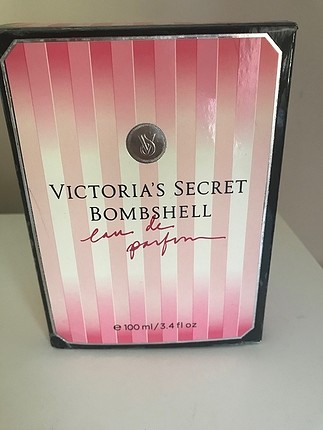 VS
VICTORIA'S SECRET
BOMBSHELL
eau de
parfum
℮ 100 ml/3.4 fl oz